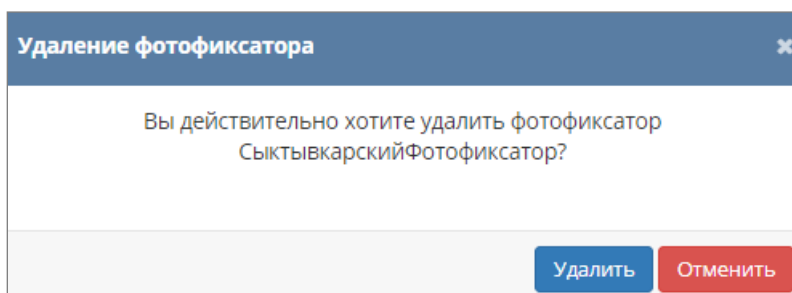 Удаление фотофиксатора
Вы действительно хотите удалить фотофиксатор
СыктывкарскийФотофиксатор?
Удалить Отменить